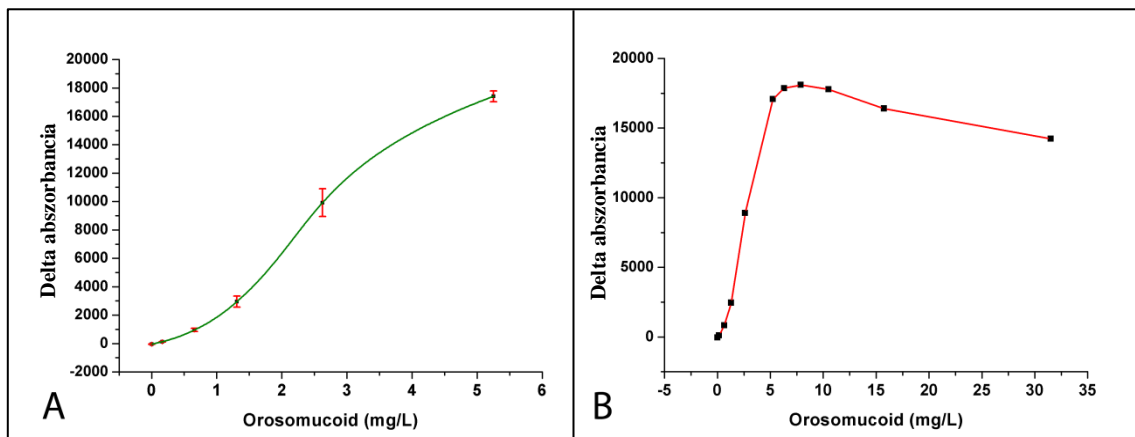 20000
18000
16000
14000
12000
10000
8000
6000
4000
2000
0
-2000
Delta abszorbancia
0 1 2 3 4 5 6
Orosomucoid (mg/L)
A
20000
15000
10000
5000
0
Delta abszorbancia
-5 0 5 10 15 20 25 30 35
Orosomucoid (mg/L)
B